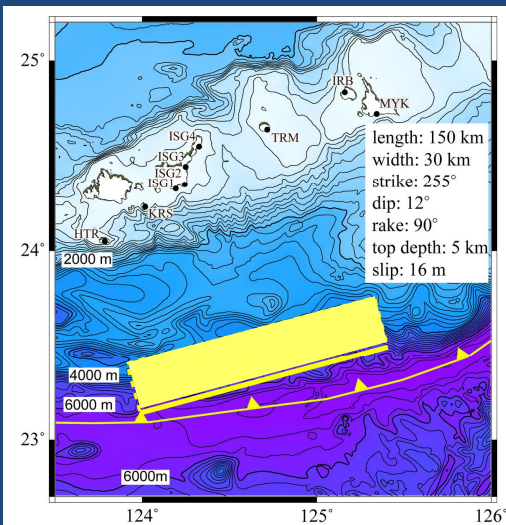 25°
24°
23°
124°
125°
126°
IRB
MYK
TRM
ISG4
ISG3
ISG2
ISG1
KRS
HTR
2000 m
4000 m
6000 m
6000m
length: 150 km
width: 30 km
strike: 255°
dip: 12°
rake: 90°
top depth: 5 km
slip: 16 m